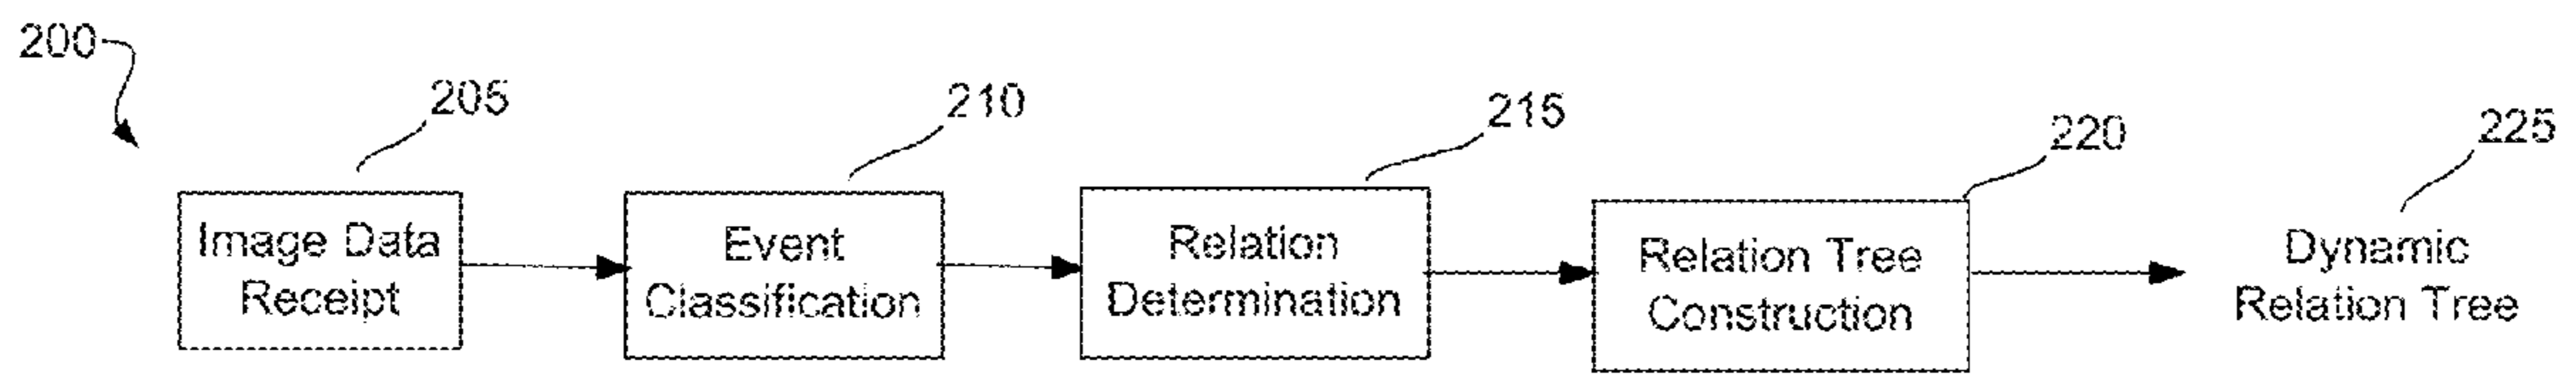 200
205
210
215
220
225
Image Data
Receipt
Event
Classification
Relation
Determination
Relation Tree
Construction
Dynamic
Relation Tree